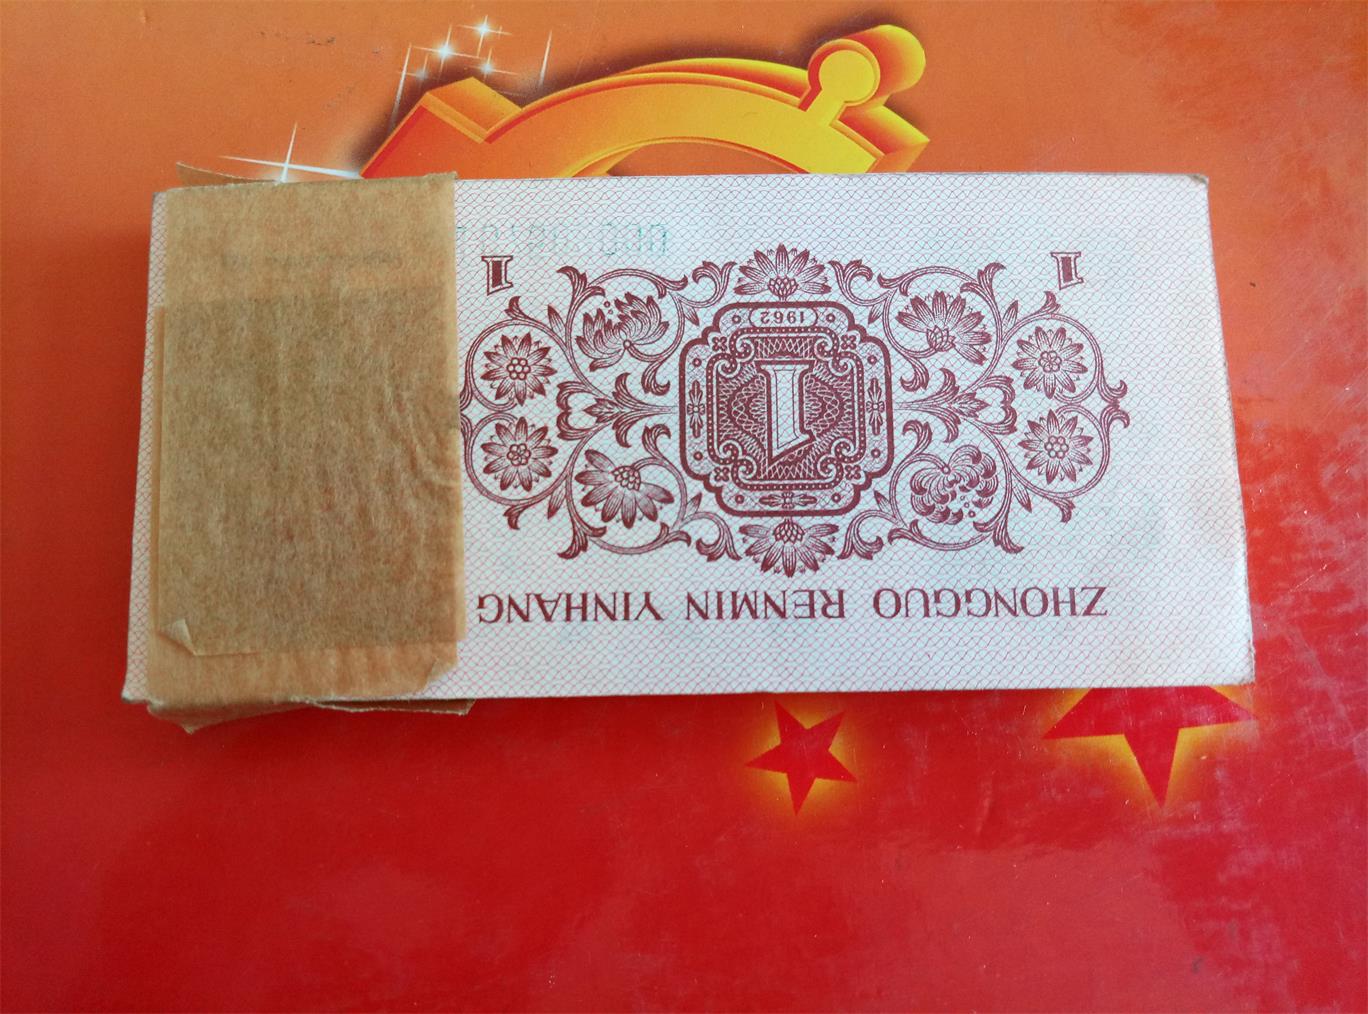 ZHONGGUO RENMIN YINHANG
1962
1
1 1